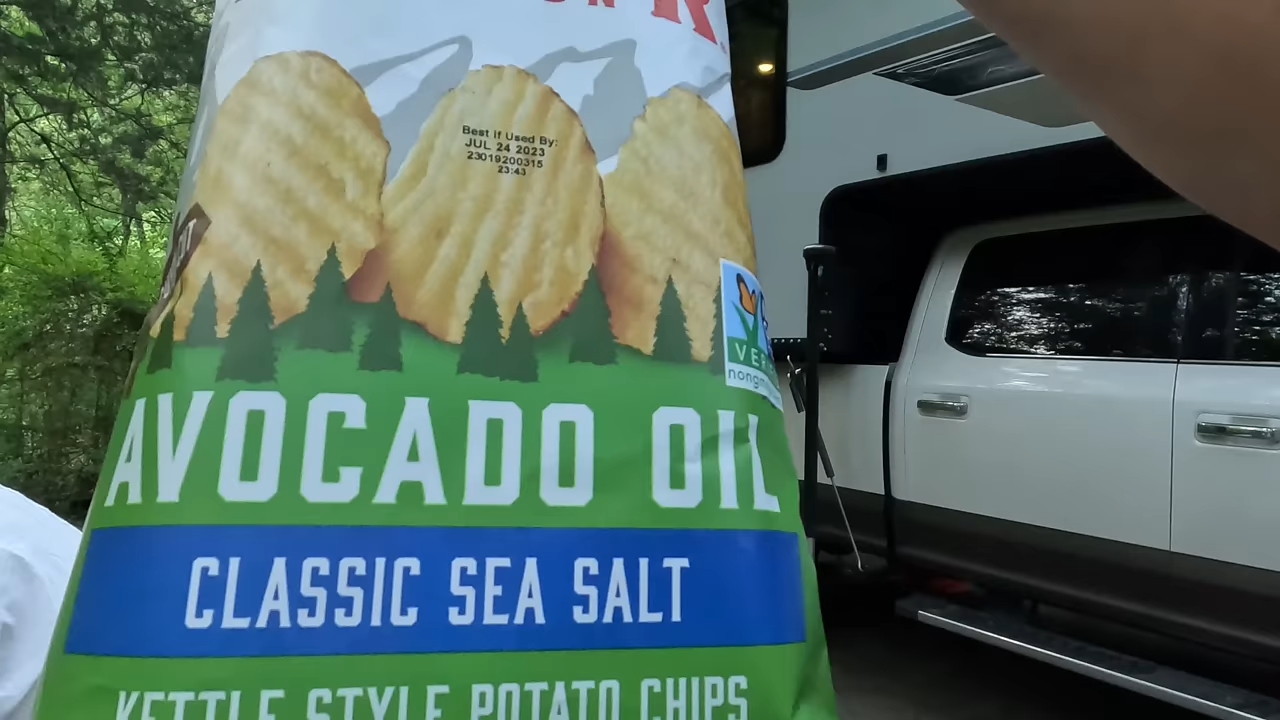 Best if Used By:
JUL 24 2023
23019200315
23:43
AVOCADO OIL
CLASSIC SEA SALT
KETTLE STYLE POTATO CHIPS